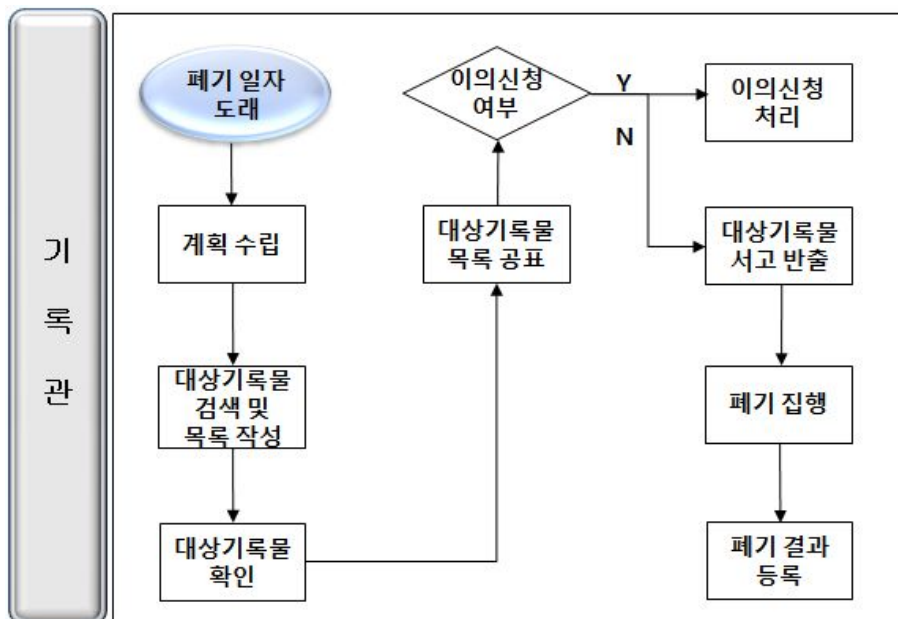 기
록
관
폐기 일자
도래
계획 수립
대상기록물
검색 및
목록 작성
대상기록물
확인
대상기록물
목록 공표
이의신청
여부
Y
N
이의신청
처리
대상기록물
서고 반출
폐기 집행
폐기 결과
등록